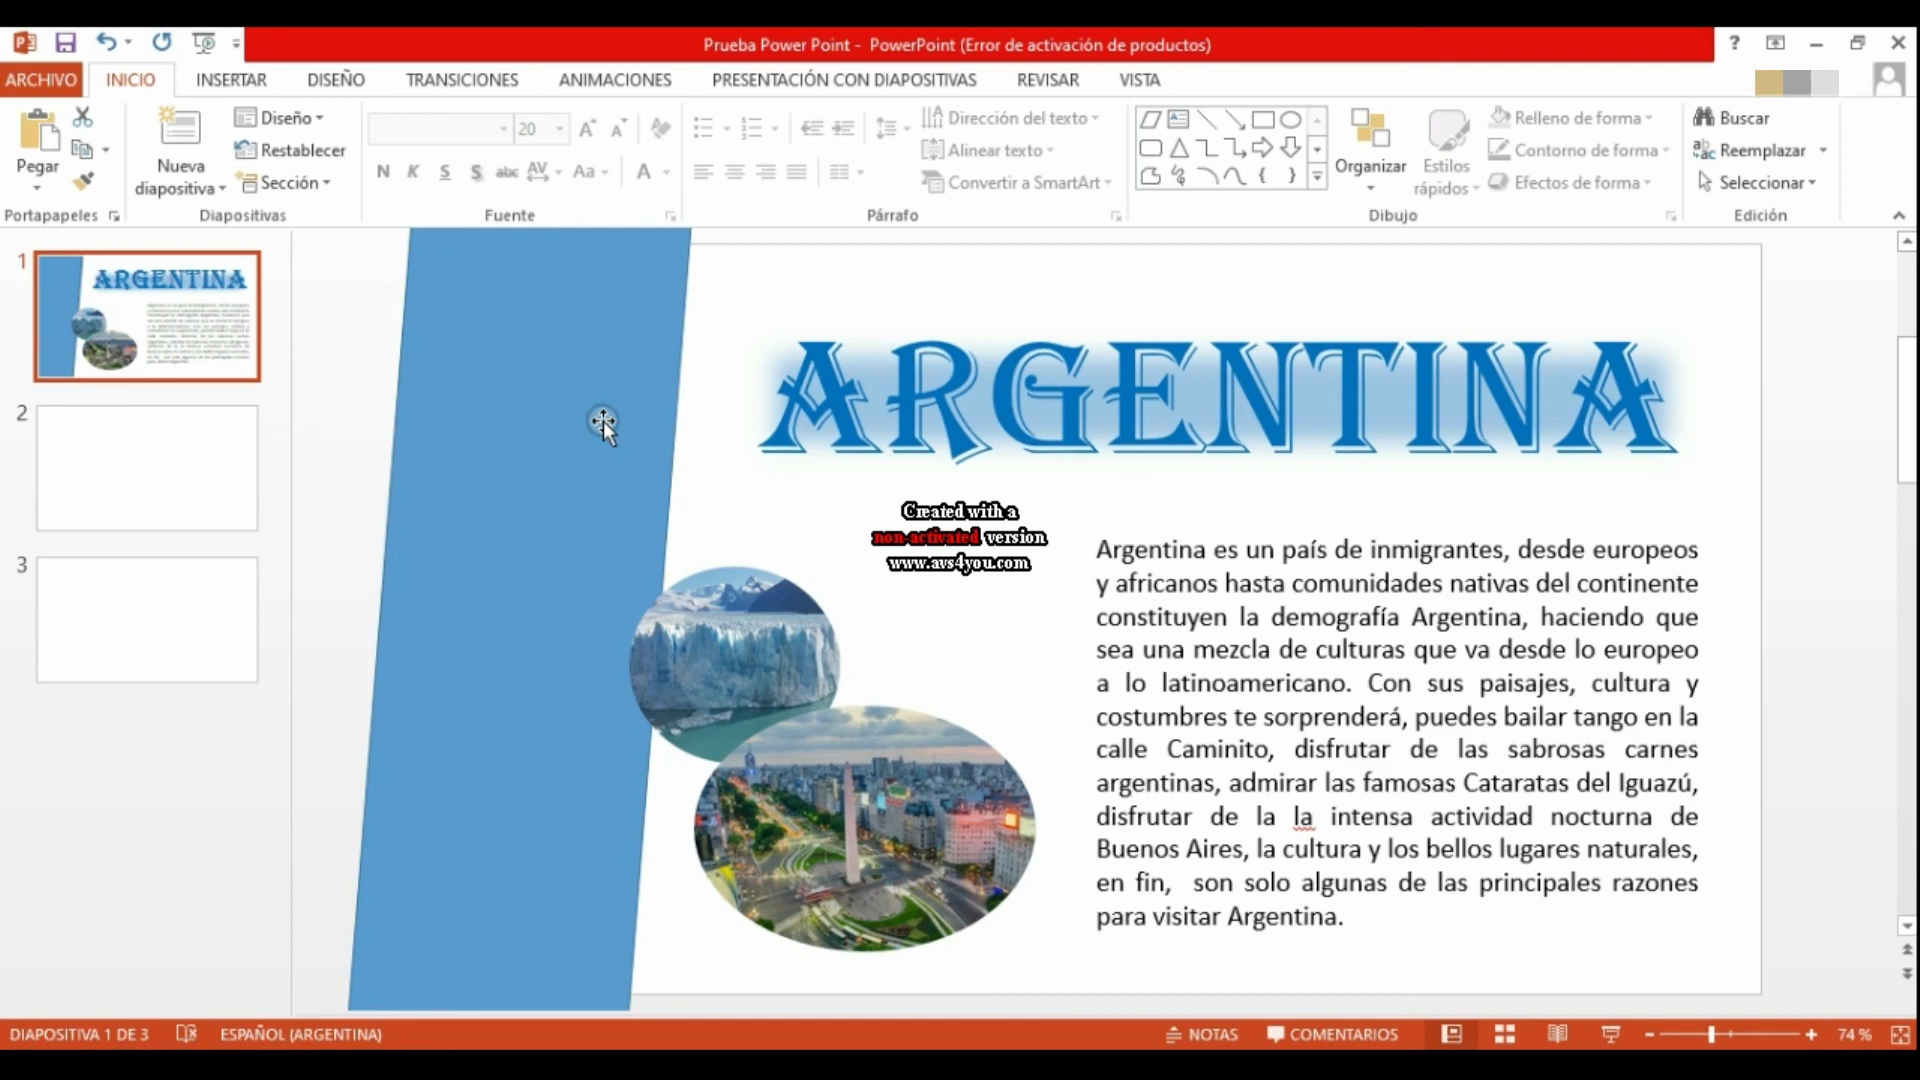 Prueba Power Point - PowerPoint (Error de activación de productos)
ARCHIVO INICIO INSERTAR DISEÑO TRANSICIONES ANIMACIONES PRESENTACIÓN CON DIAPOSITIVAS REVISAR VISTA
Pegar
Nueva diapositiva
Diseño
Restablecer
Sección
20
N K S S abc AV Aa A
Dirección del texto
Alinear texto
Convertir a SmartArt
Organizar
Estilos rápidos
Relleno de forma
Contorno de forma
Efectos de forma
Buscar
Reemplazar
Seleccionar
Portapapeles Diapositivas Fuente Párrafo Dibujo Edición
1
ARGENTINA
2
3
ARGENTINA
Created with a
non-activated version
www.avs4you.com
Argentina es un país de inmigrantes, desde europeos
y africanos hasta comunidades nativas del continente
constituyen la demografía Argentina, haciendo que
sea una mezcla de culturas que va desde lo europeo
a lo latinoamericano. Con sus paisajes, cultura y
costumbres te sorprenderá, puedes bailar tango en la
calle Caminito, disfrutar de las sabrosas carnes
argentinas, admirar las famosas Cataratas del Iguazú,
disfrutar de la la intensa actividad nocturna de
Buenos Aires, la cultura y los bellos lugares naturales,
en fin, son solo algunas de las principales razones
para visitar Argentina.
DIAPOSITIVA 1 DE 3 ESPAÑOL (ARGENTINA) NOTAS COMENTARIOS 74 %